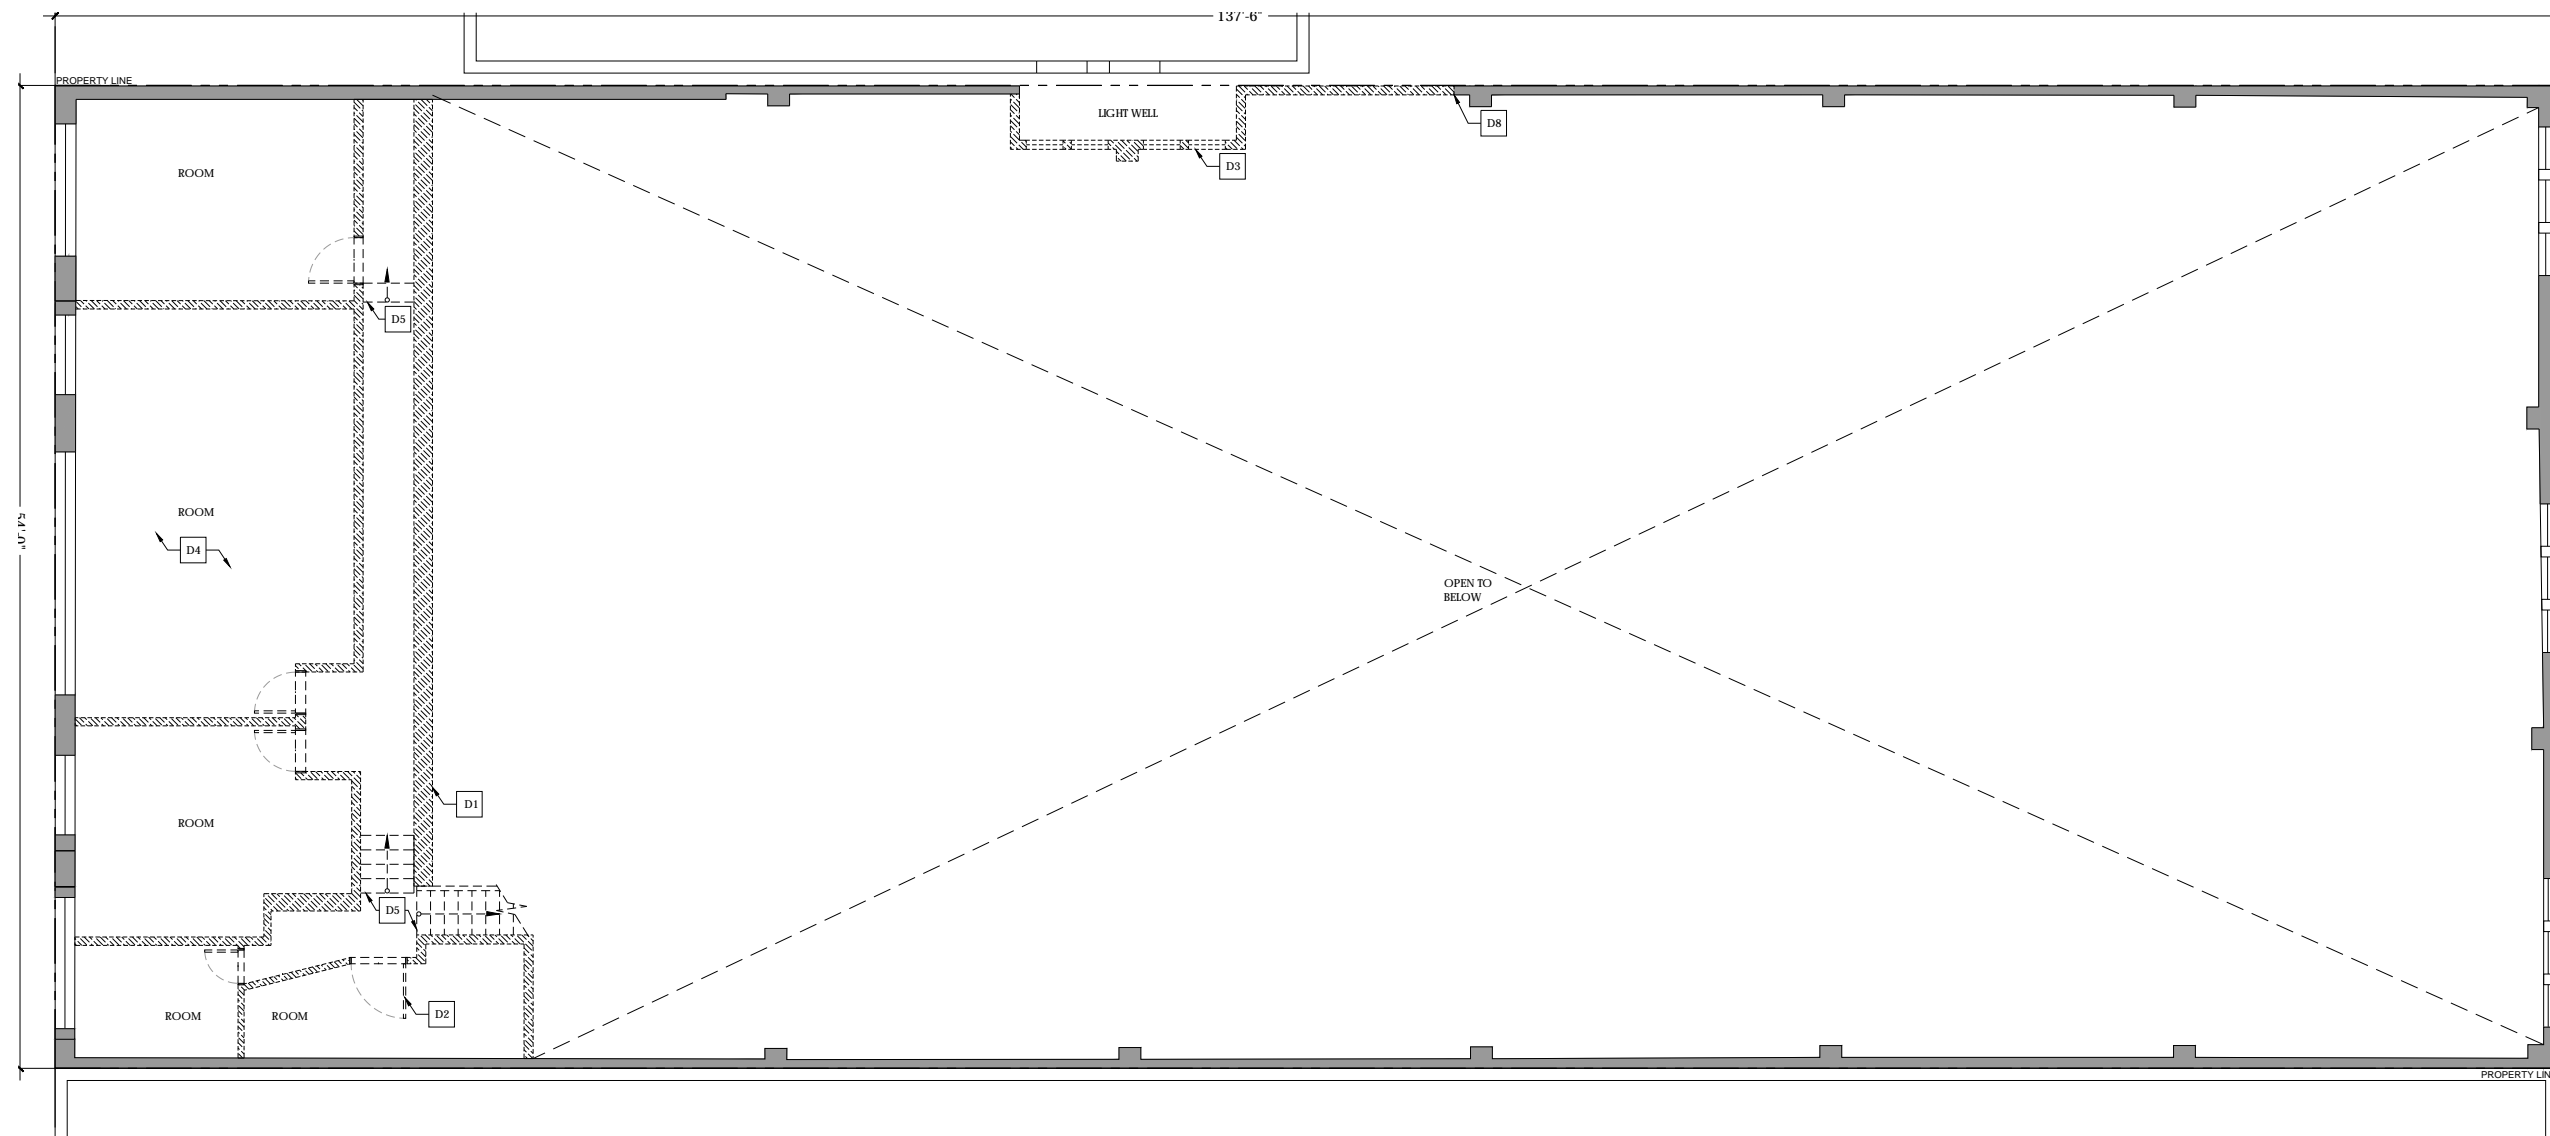 137'-6"
PROPERTY LINE
LIGHT WELL
D8
D3
ROOM
D5
ROOM
D4
54'-0"
OPEN TO
BELOW
D1
ROOM
D5
ROOM
ROOM
D2
PROPERTY LIN